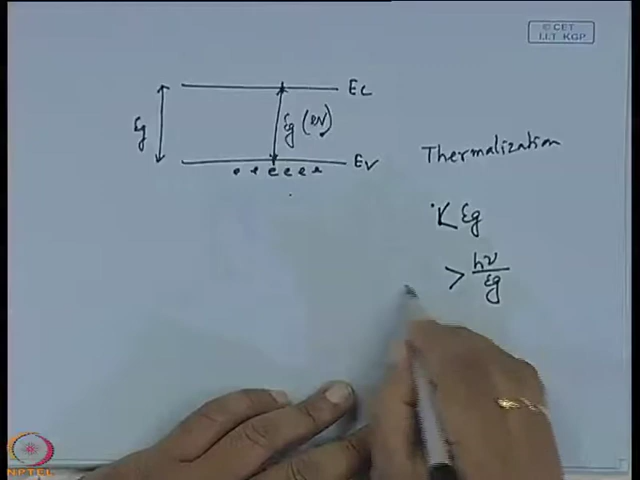 © CET
I.I.T. KGP
Ec
Eg
Eg (eV)
Ev
e e e e e e
Thermalization
< Eg
> hν / Eg
NPTEL